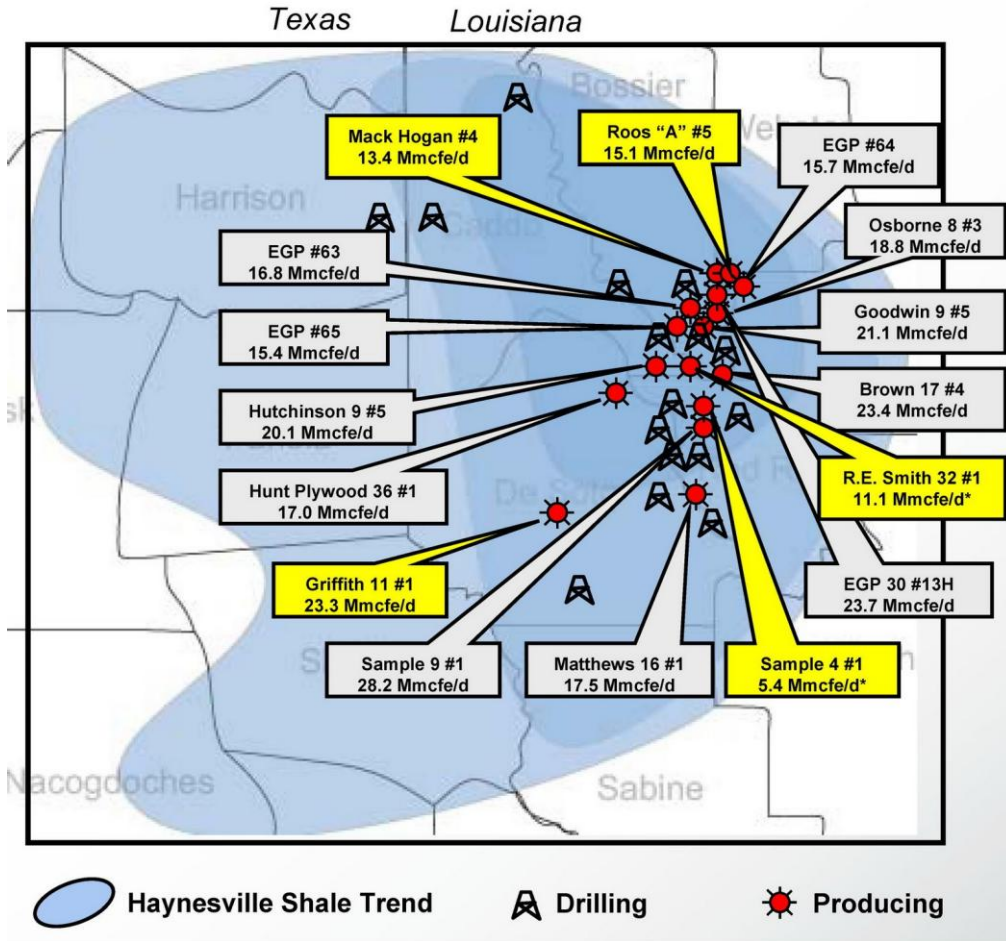 Texas Louisiana
Bossier
Mack Hogan #4
13.4 Mmcfe/d
Roos “A” #5
15.1 Mmcfe/d
EGP #64
15.7 Mmcfe/d
Harrison
Caddo
Osborne 8 #3
18.8 Mmcfe/d
EGP #63
16.8 Mmcfe/d
Goodwin 9 #5
21.1 Mmcfe/d
EGP #65
15.4 Mmcfe/d
Brown 17 #4
23.4 Mmcfe/d
Hutchinson 9 #5
20.1 Mmcfe/d
R.E. Smith 32 #1
11.1 Mmcfe/d*
Hunt Plywood 36 #1
17.0 Mmcfe/d
Griffith 11 #1
23.3 Mmcfe/d
EGP 30 #13H
23.7 Mmcfe/d
Sample 9 #1
28.2 Mmcfe/d
Matthews 16 #1
17.5 Mmcfe/d
Sample 4 #1
5.4 Mmcfe/d*
Nacogdoches
Sabine
Haynesville Shale Trend
Drilling
Producing